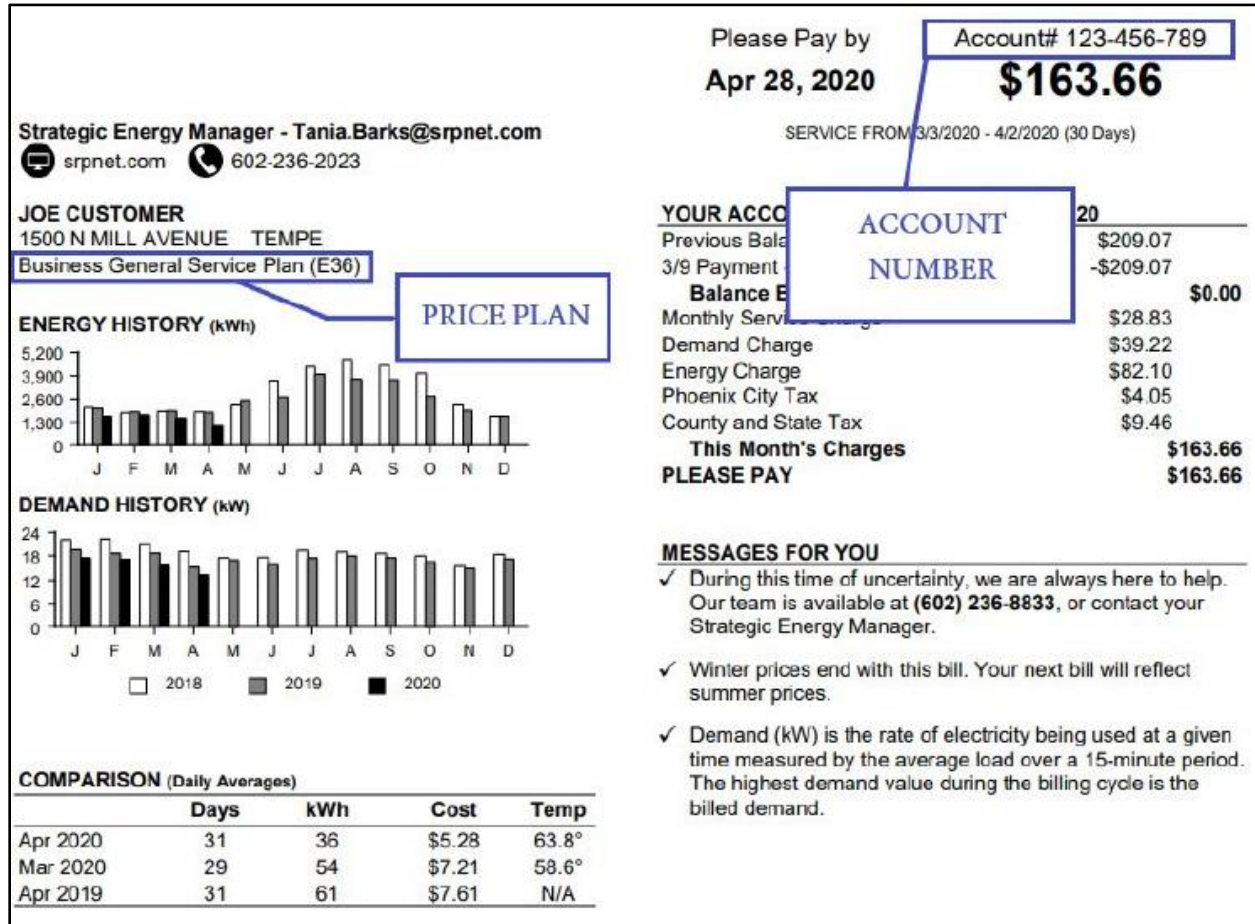 Please Pay by
Account# 123-456-789
Apr 28, 2020
$163.66
Strategic Energy Manager - Tania.Barks@srpnet.com
SERVICE FROM 3/3/2020 - 4/2/2020 (30 Days)
srpnet.com 602-236-2023
JOE CUSTOMER
1500 N MILL AVENUE TEMPE
Business General Service Plan (E36)
PRICE PLAN
ENERGY HISTORY (kWh)
5,200
3,900
2,600
1,300
0
J F M A M J J A S O N D
DEMAND HISTORY (kW)
24
18
12
6
0
J F M A M J J A S O N D
2018 2019 2020
COMPARISON (Daily Averages)
Days kWh Cost Temp
Apr 2020 31 36 $5.28 63.8°
Mar 2020 29 54 $7.21 58.6°
Apr 2019 31 61 $7.61 N/A
ACCOUNT
NUMBER
YOUR 20
Previous $209.07
3/9 Payment -$209.07
Balance $0.00
Monthly $28.83
Demand Charge $39.22
Energy Charge $82.10
Phoenix City Tax $4.05
County and State Tax $9.46
This Month's Charges $163.66
PLEASE PAY $163.66
MESSAGES FOR YOU
✓ During this time of uncertainty, we are always here to help.
Our team is available at (602) 236-8833, or contact your
Strategic Energy Manager.
✓ Winter prices end with this bill. Your next bill will reflect
summer prices.
✓ Demand (kW) is the rate of electricity being used at a given
time measured by the average load over a 15-minute period.
The highest demand value during the billing cycle is the
billed demand.